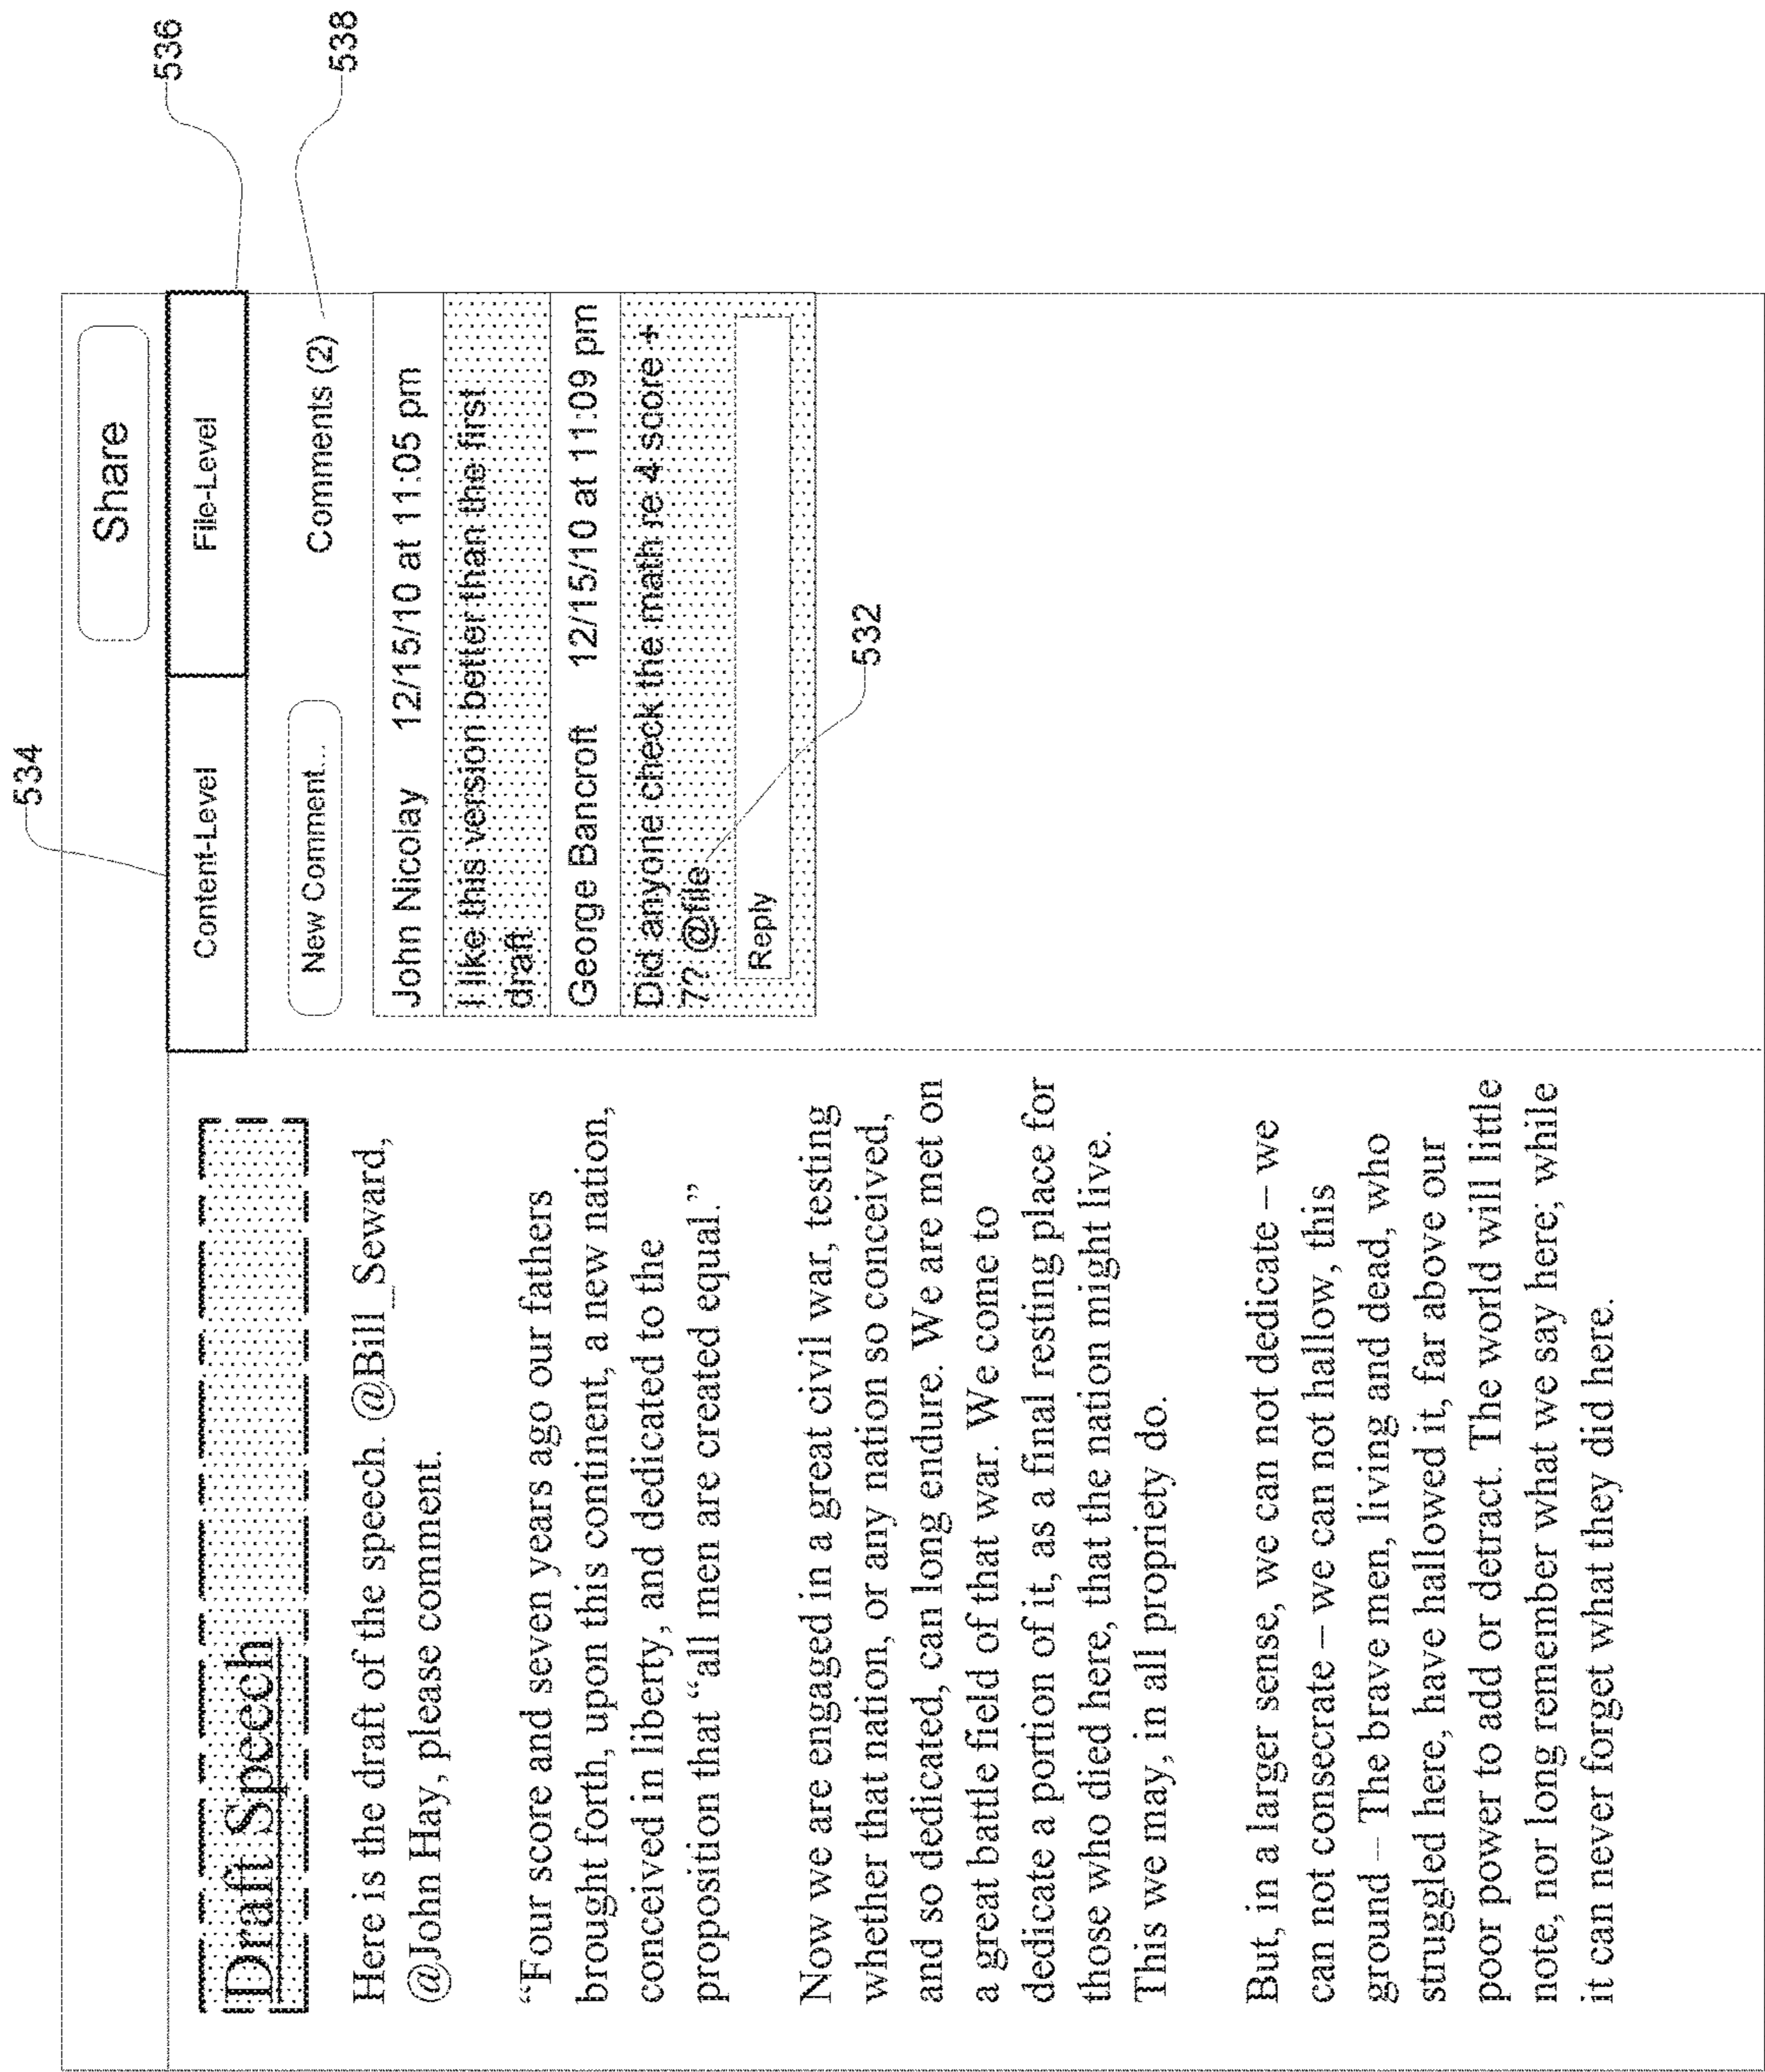 534
536
538
Share
Content-Level
File-Level
New Comment...
Comments (2)
John Nicolay 12/15/10 at 11:05 pm
I like this version better than the first
draft
George Bancroft 12/15/10 at 11:09 pm
Did anyone check the math re 4 score +
7? @file
Reply
532
Draft Speech
Here is the draft of the speech. @Bill_Seward,
@John Hay, please comment.
“Four score and seven years ago our fathers
brought forth, upon this continent, a new nation,
conceived in liberty, and dedicated to the
proposition that “all men are created equal.”
Now we are engaged in a great civil war, testing
whether that nation, or any nation so conceived,
and so dedicated, can long endure. We are met on
a great battle field of that war. We come to
dedicate a portion of it, as a final resting place for
those who died here, that the nation might live.
This we may, in all propriety do.
But, in a larger sense, we can not dedicate – we
can not consecrate – we can not hallow, this
ground – The brave men, living and dead, who
struggled here, have hallowed it, far above our
poor power to add or detract. The world will little
note, nor long remember what we say here; while
it can never forget what they did here.